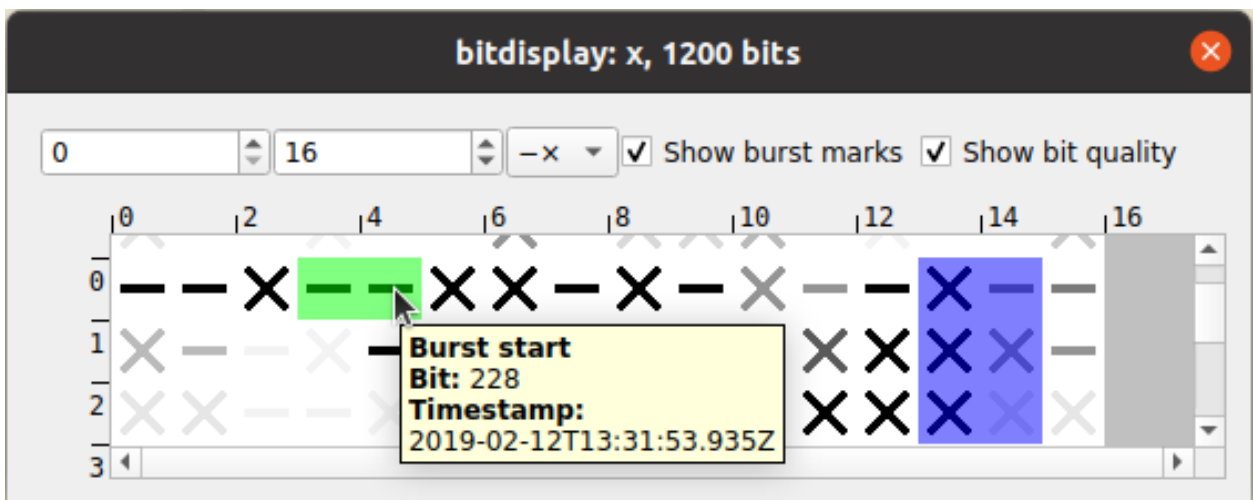 bitdisplay: x, 1200 bits
0 16 −× Show burst marks Show bit quality
0 2 4 6 8 10 12 14 16
0
1
Burst start
Bit: 228
2
Timestamp:
2019-02-12T13:31:53.935Z
3